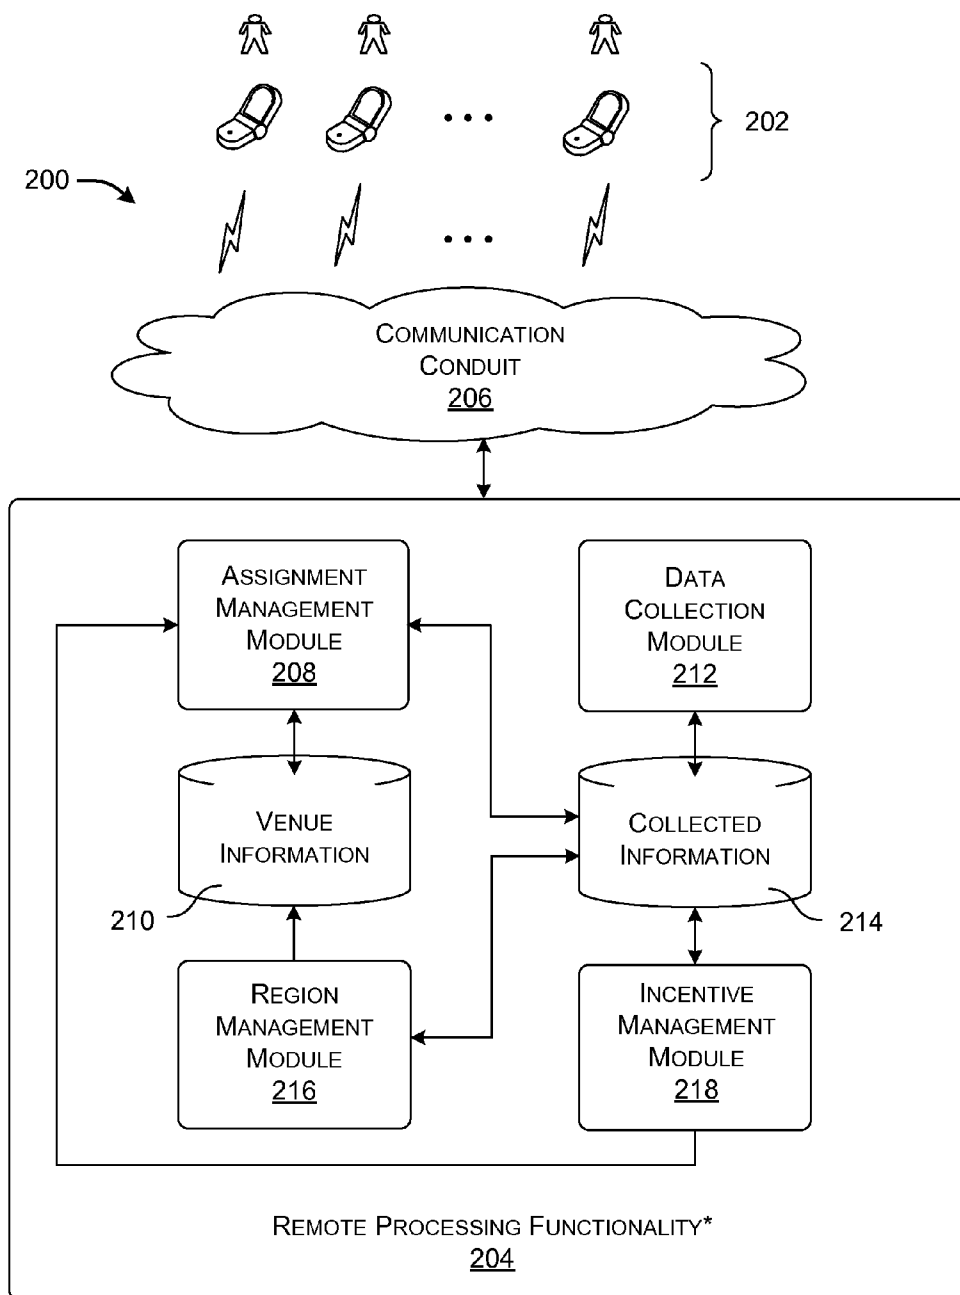 202
200
COMMUNICATION
CONDUIT
206
ASSIGNMENT
MANAGEMENT
MODULE
208
DATA
COLLECTION
MODULE
212
VENUE
INFORMATION
210
COLLECTED
INFORMATION
214
REGION
MANAGEMENT
MODULE
216
INCENTIVE
MANAGEMENT
MODULE
218
REMOTE PROCESSING FUNCTIONALITY*
204